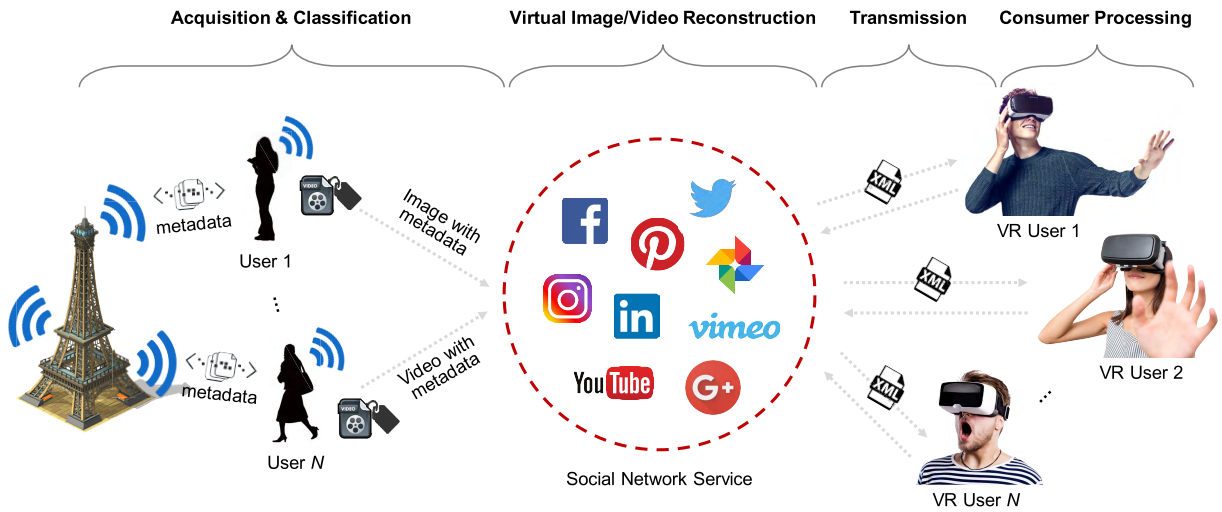 Acquisition & Classification
Virtual Image/Video Reconstruction
Transmission
Consumer Processing
metadata
User 1
VIDEO
Image with
metadata
...
metadata
User N
VIDEO
Video with
metadata
f
P
in
vimeo
YouTube
G+
Social Network Service
XML
XML
XML
VR User 1
VR User 2
...
VR User N